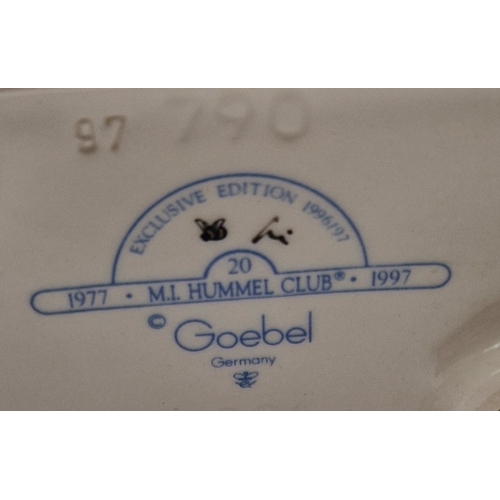 97 790
EXCLUSIVE EDITION 1996/97
20
1977 · M.I. HUMMEL CLUB® · 1997
© Goebel
Germany